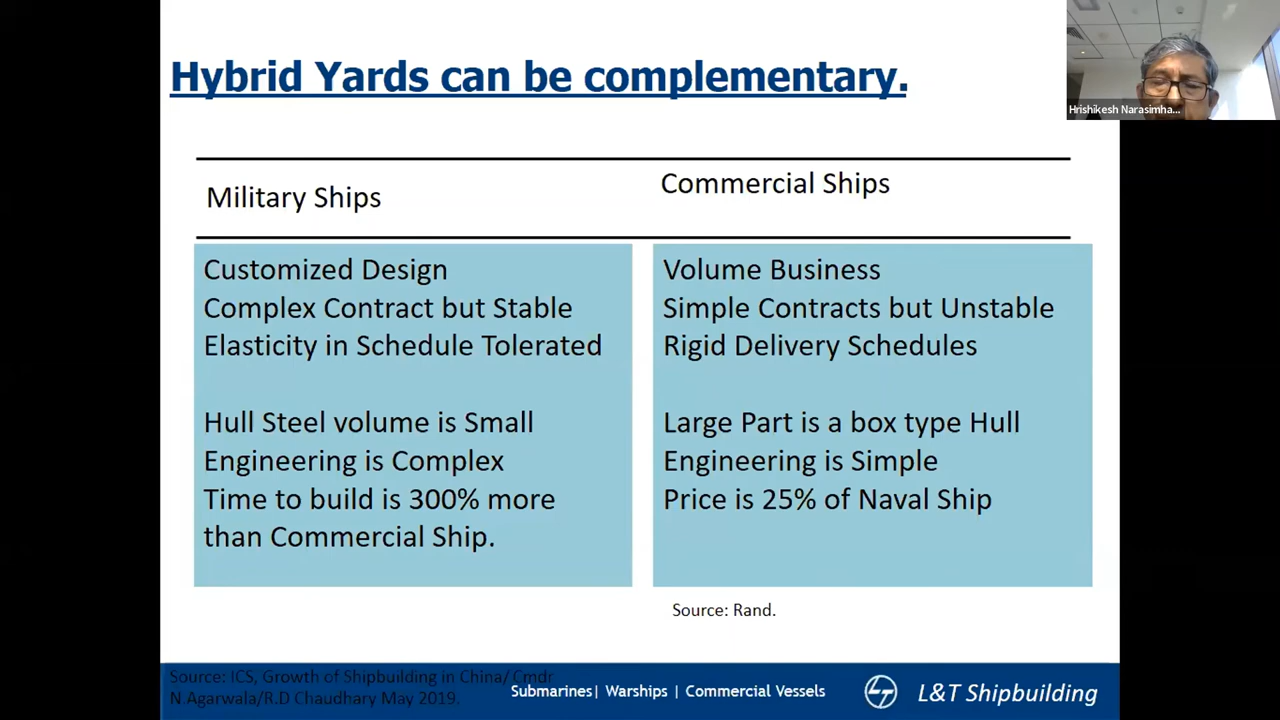 Hybrid Yards can be complementary.
Hrishikesh Narasimha...
Military Ships
Commercial Ships
Customized Design
Complex Contract but Stable
Elasticity in Schedule Tolerated
Hull Steel volume is Small
Engineering is Complex
Time to build is 300% more
than Commercial Ship.
Volume Business
Simple Contracts but Unstable
Rigid Delivery Schedules
Large Part is a box type Hull
Engineering is Simple
Price is 25% of Naval Ship
Source: Rand.
Source: ICS, Growth of Shipbuilding in China/ Cmdr
N Agarwala/R.D Chaudhary May 2019.
Submarines| Warships | Commercial Vessels
L&T Shipbuilding